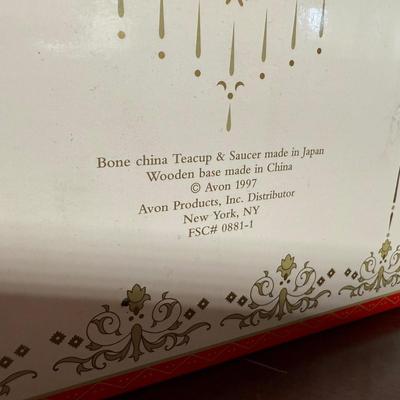 Bone china Teacup & Saucer made in Japan
Wooden base made in China
© Avon 1997
Avon Products, Inc. Distributor
New York, NY
FSC# 0881-1